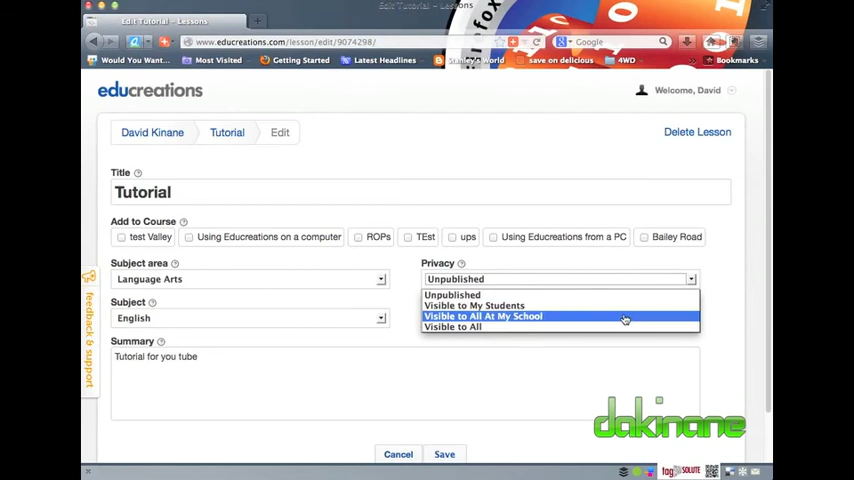 Edit Tutorial – Lessons
Edit Tutorial – Lessons
www.educreations.com/lesson/edit/9074298/
Google
Would You Want...
Most Visited
Getting Started
Latest Headlines
Stanley's World
save on delicious
4WD
Bookmarks
educreations
Welcome, David
David Kinane
Tutorial
Edit
Delete Lesson
Title
Tutorial
Add to Course
test Valley
Using Educreations on a computer
ROPs
TEst
ups
Using Educreations from a PC
Bailey Road
Subject area
Privacy
Language Arts
Unpublished
Unpublished
Visible to My Students
Visible to All At My School
Visible to All
Subject
English
Summary
Tutorial for you tube
feedback & support
dakinane
Cancel
Save